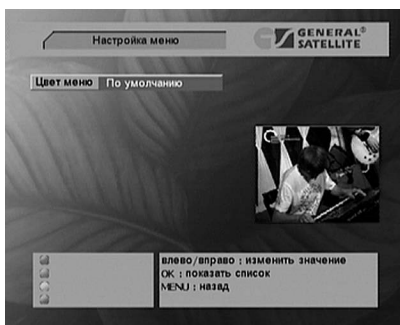 Настройка меню
GENERAL®
SATELLITE
Цвет меню По умолчанию
влево/вправо : изменить значение
OK : показать список
MENU : назад